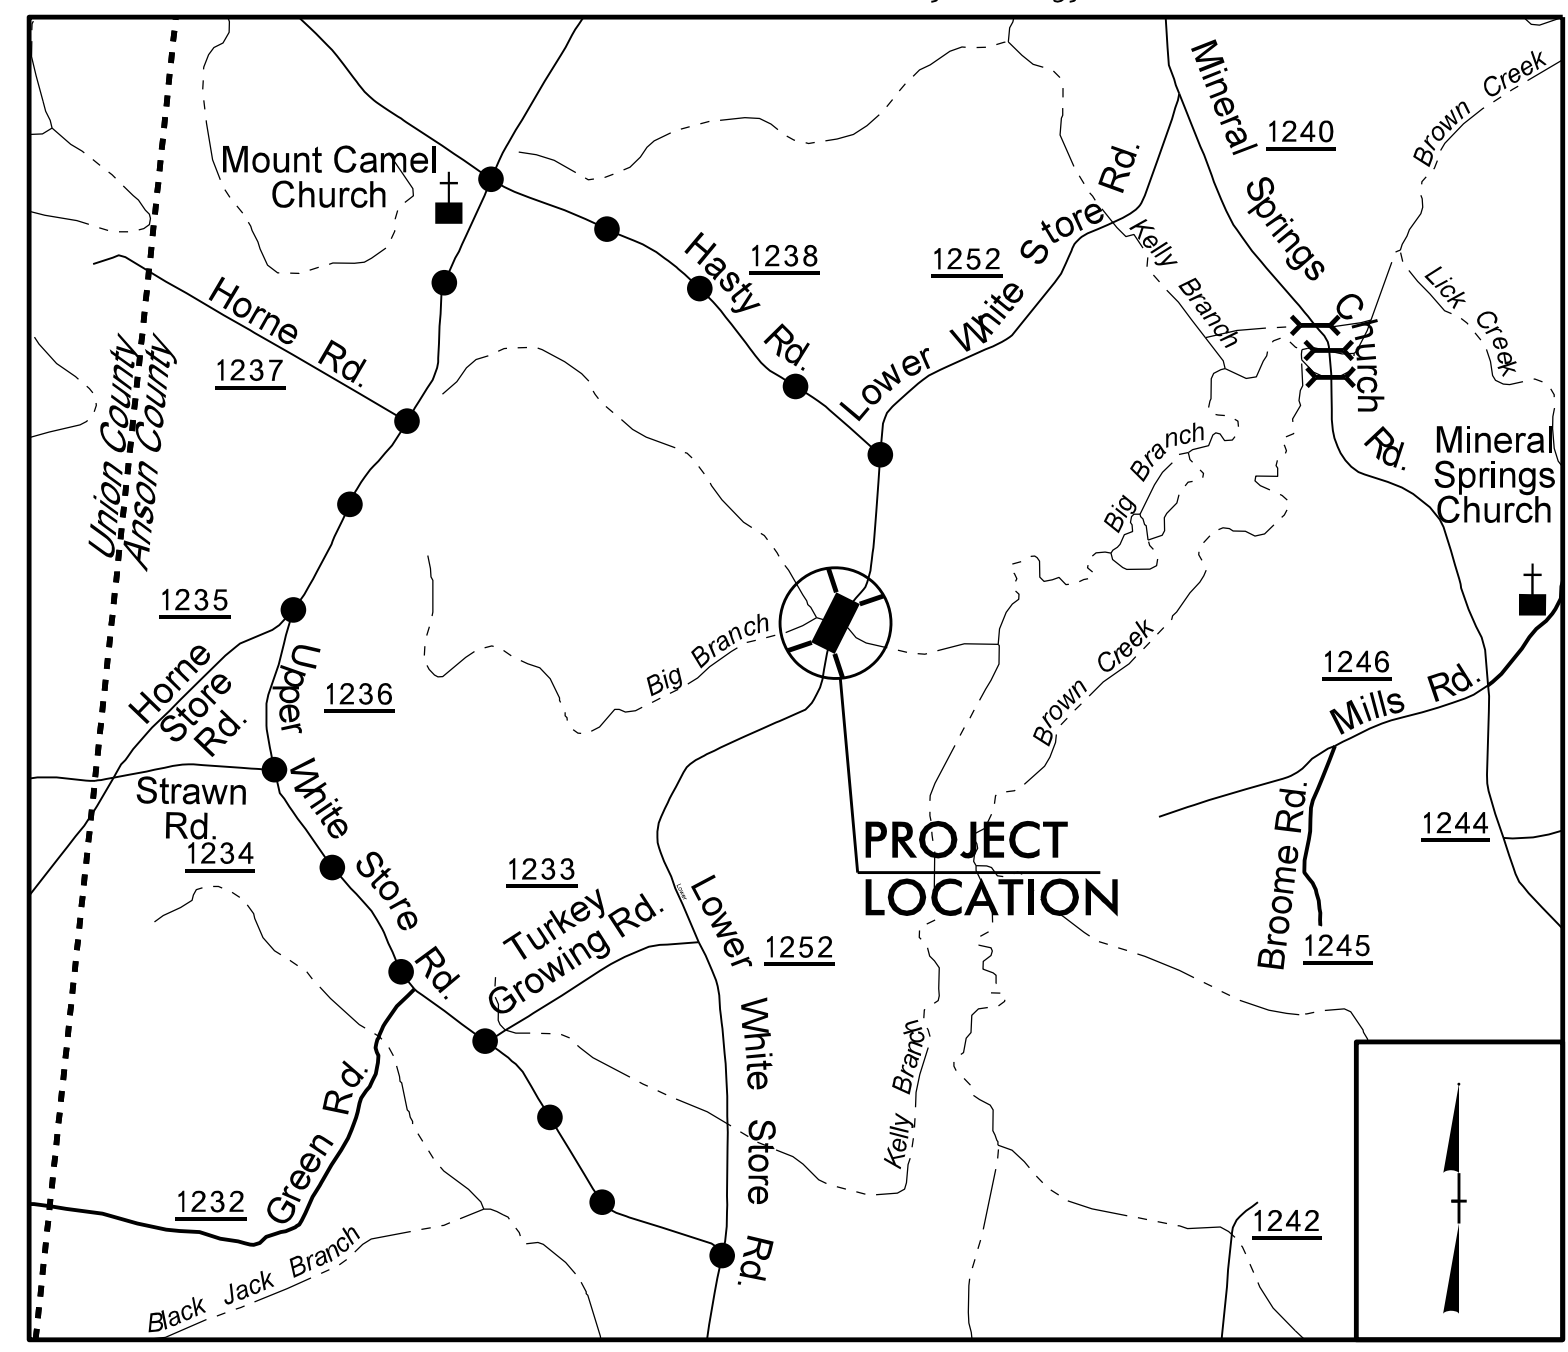 Mount Camel
Church
Mineral Springs Church Rd.
1240
Brown Creek
Hasty Rd.
1238
1252
Lower White Store Rd.
Kelly Branch
Lick Creek
Horne Rd.
1237
Union County
Anson County
Big Branch
Mineral
Springs
Church
1235
Horne
Store
Rd.
Upper White Store Rd.
1236
Big Branch
Brown Creek
1246
Mills Rd.
Strawn
Rd.
1234
1233
Turkey
Growing Rd.
Lower
Lower White Store Rd.
1252
PROJECT
LOCATION
Broome Rd.
1245
1244
Kelly Branch
Green Rd.
1232
Black Jack Branch
1242